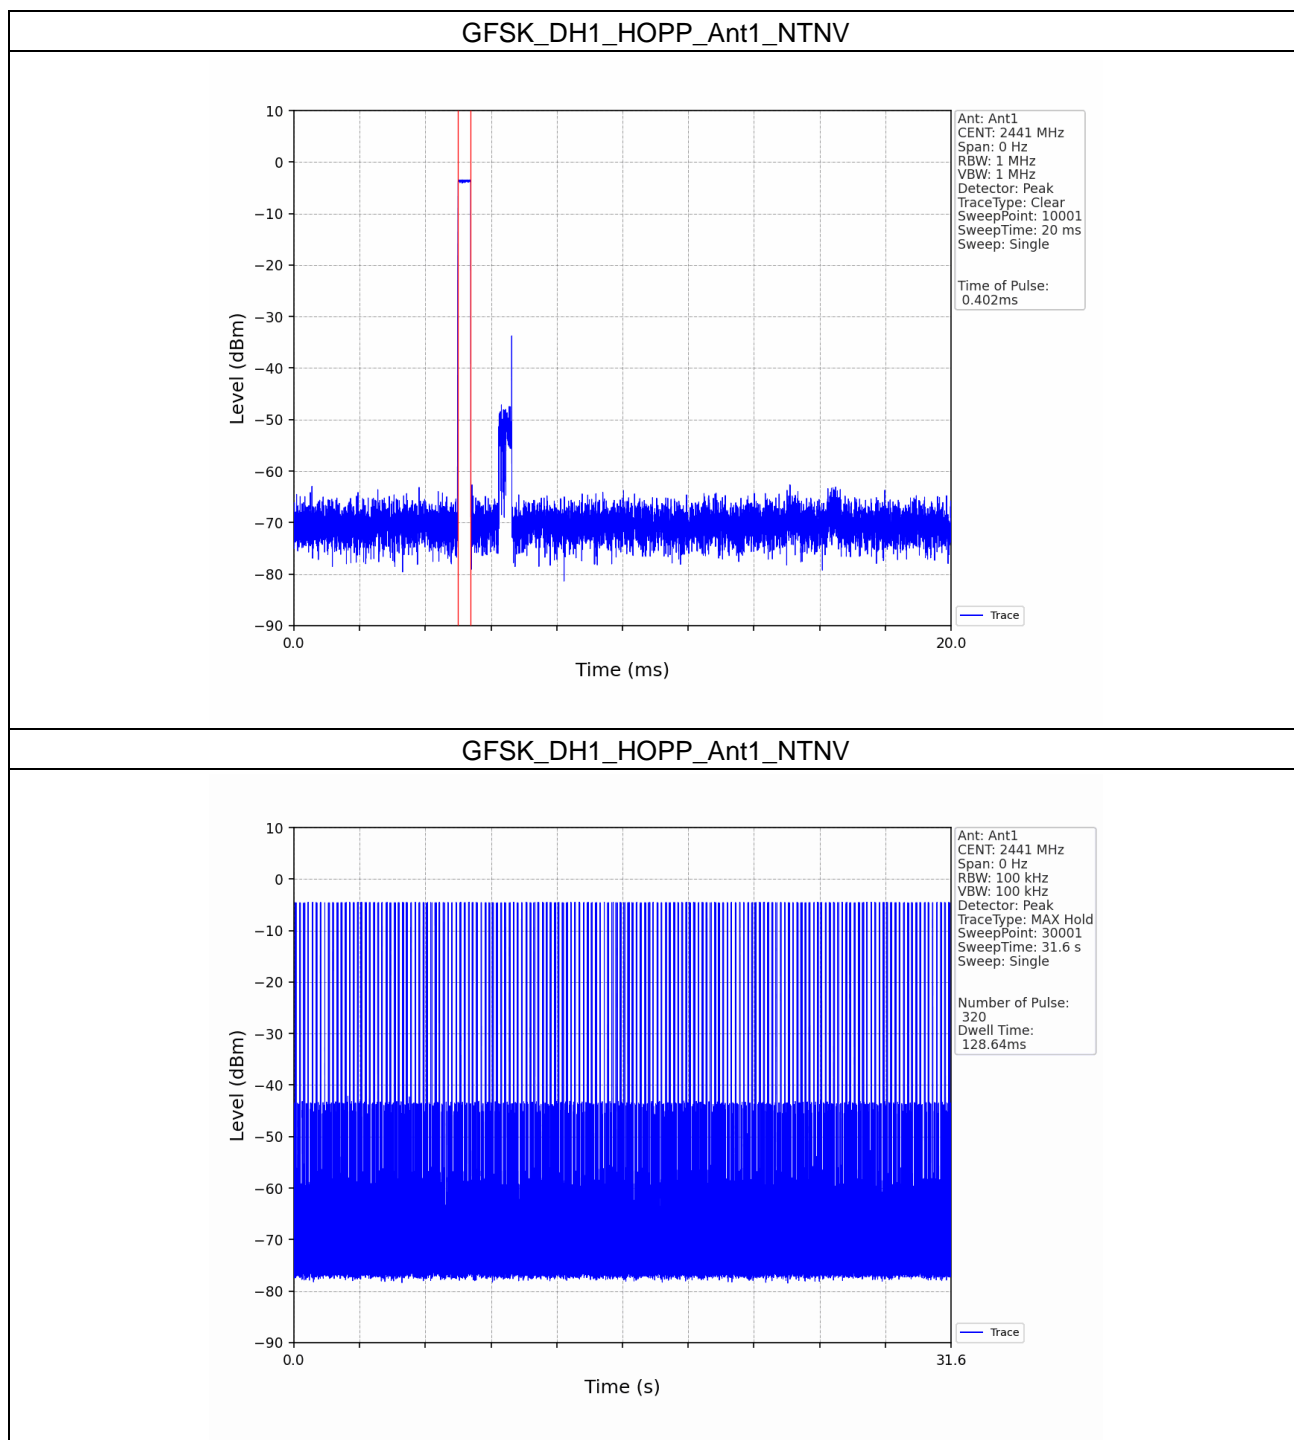 GFSK_DH1_HOPP_Ant1_NTNV
10
0
−10
−20
−30
−40
−50
−60
−70
−80
−90
Level (dBm)
0.0
20.0
Time (ms)
Ant: Ant1
CENT: 2441 MHz
Span: 0 Hz
RBW: 1 MHz
VBW: 1 MHz
Detector: Peak
TraceType: Clear
SweepPoint: 10001
SweepTime: 20 ms
Sweep: Single
Time of Pulse:
0.402ms
Trace
GFSK_DH1_HOPP_Ant1_NTNV
10
0
−10
−20
−30
−40
−50
−60
−70
−80
−90
Level (dBm)
0.0
31.6
Time (s)
Ant: Ant1
CENT: 2441 MHz
Span: 0 Hz
RBW: 100 kHz
VBW: 100 kHz
Detector: Peak
TraceType: MAX Hold
SweepPoint: 30001
SweepTime: 31.6 s
Sweep: Single
Number of Pulse:
320
Dwell Time:
128.64ms
Trace